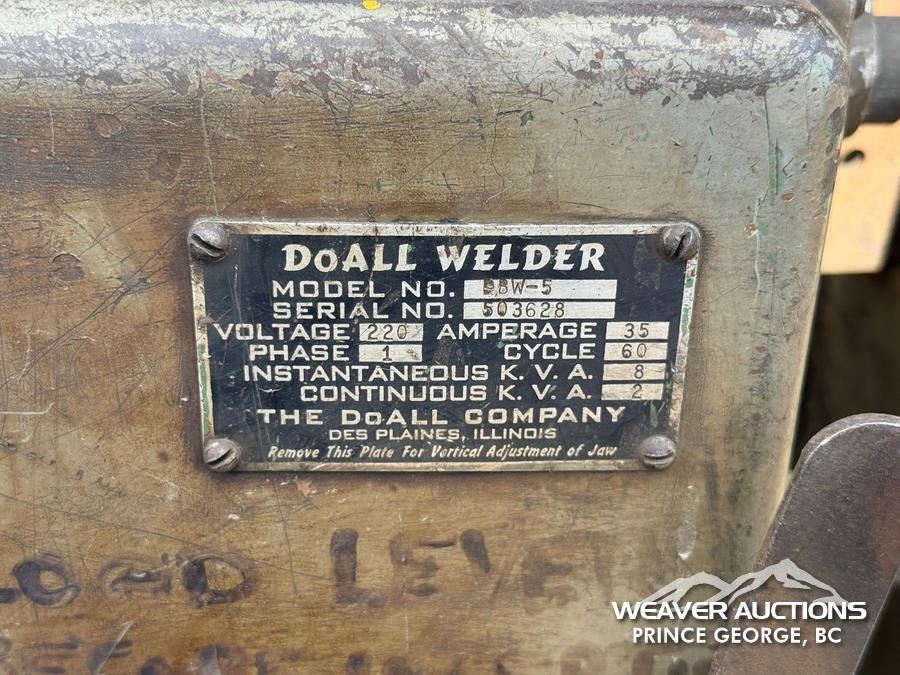 DoALL WELDER
MODEL NO. SBW-5
SERIAL NO. 503628
VOLTAGE 220 AMPERAGE 35
PHASE 1 CYCLE 60
INSTANTANEOUS K. V. A. 8
CONTINUOUS K. V. A. 2
THE DoALL COMPANY
DES PLAINES, ILLINOIS
Remove This Plate For Vertical Adjustment of Jaw
LOAD LEVE
WEAVER AUCTIONS
PRINCE GEORGE, BC